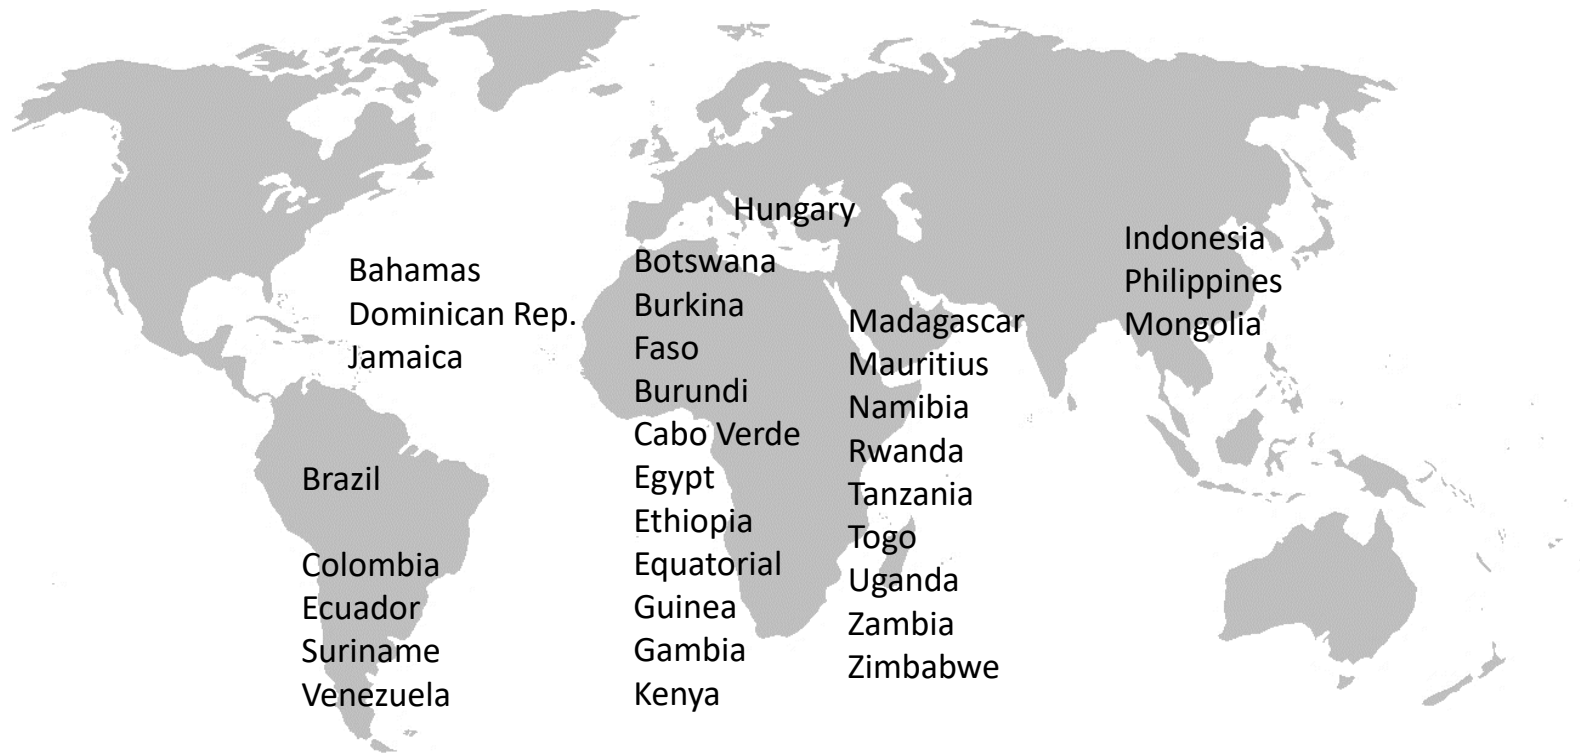 Hungary
Bahamas
Dominican Rep.
Jamaica
Brazil
Colombia
Ecuador
Suriname
Venezuela
Botswana
Burkina
Faso
Burundi
Cabo Verde
Egypt
Ethiopia
Equatorial
Guinea
Gambia
Kenya
Madagascar
Mauritius
Namibia
Rwanda
Tanzania
Togo
Uganda
Zambia
Zimbabwe
Indonesia
Philippines
Mongolia